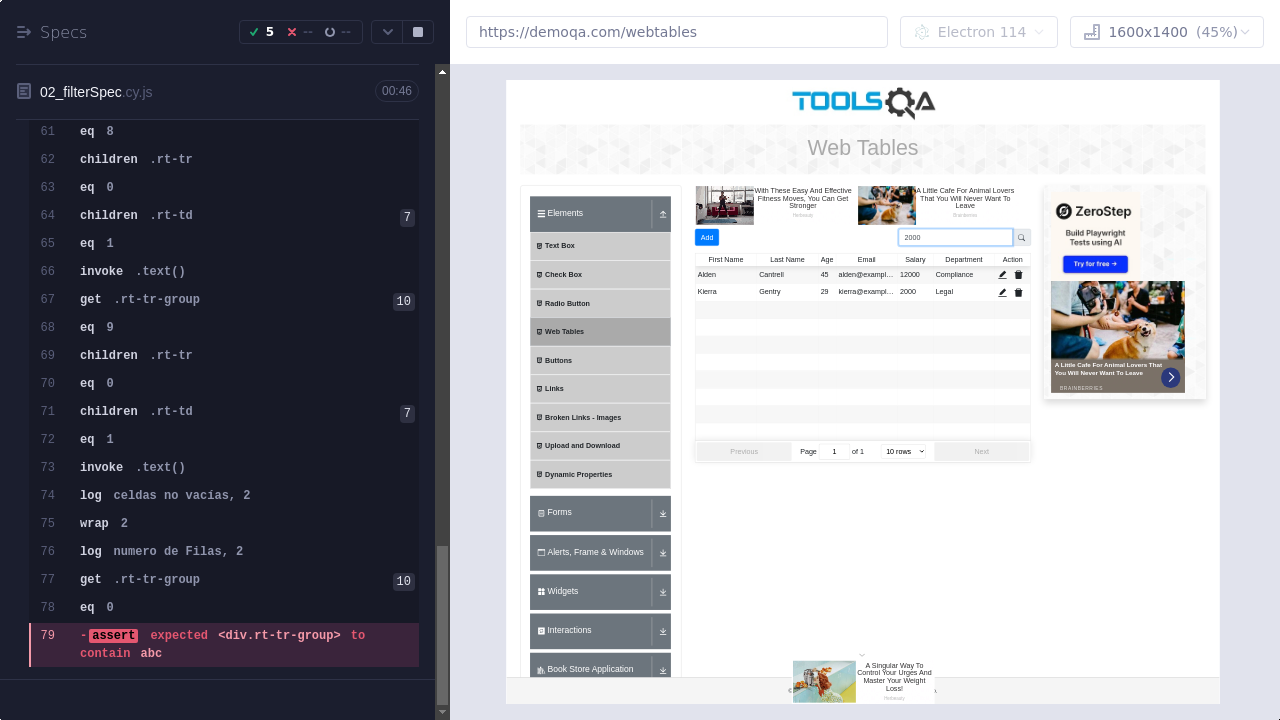 Specs
5
--
--
https://demoqa.com/webtables
Electron 114
1600x1400 (45%)
02_filterSpec.cy.js
00:46
61 eq 8
62 children .rt-tr
63 eq 0
64 children .rt-td 7
65 eq 1
66 invoke .text()
67 get .rt-tr-group 10
68 eq 9
69 children .rt-tr
70 eq 0
71 children .rt-td 7
72 eq 1
73 invoke .text()
74 log celdas no vacías, 2
75 wrap 2
76 log numero de Filas, 2
77 get .rt-tr-group 10
78 eq 0
79 -assert expected <div.rt-tr-group> to
contain abc
TOOLSQA
Web Tables
Elements
Text Box
Check Box
Radio Button
Web Tables
Buttons
Links
Broken Links - Images
Upload and Download
Dynamic Properties
Forms
Alerts, Frame & Windows
Widgets
Interactions
Book Store Application
With These Easy And Effective
Fitness Moves, You Can Get
Stronger
Herbeauty
A Little Cafe For Animal Lovers
That You Will Never Want To
Leave
Brainberries
Add
2000
First Name Last Name Age Email Salary Department Action
Alden Cantrell 45 alden@exampl... 12000 Compliance
Kierra Gentry 29 kierra@exampl... 2000 Legal
Previous
Page 1 of 1
10 rows
Next
ZeroStep
Build Playwright
Tests using AI
Try for free →
A Little Cafe For Animal Lovers That
You Will Never Want To Leave
BRAINBERRIES
A Singular Way To
Control Your Urges And
Master Your Weight
Loss!
Herbeauty